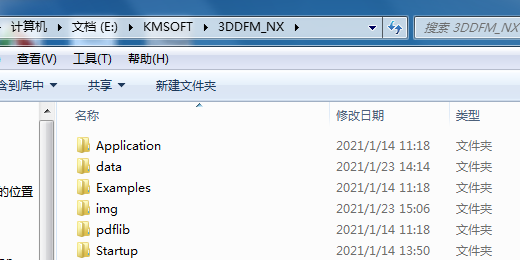 计算机 ▸ 文档 (E:) ▸ KMSOFT ▸ 3DDFM_NX ▸ 搜索 3DDFM_NX
查看(V) 工具(T) 帮助(H)
含到库中 共享 新建文件夹
名称 修改日期 类型
Application 2021/1/14 11:18 文件夹
data 2021/1/23 14:14 文件夹
Examples 2021/1/14 11:18 文件夹
的位置
img 2021/1/23 15:06 文件夹
pdflib 2021/1/14 11:18 文件夹
Startup 2021/1/14 13:50 文件夹